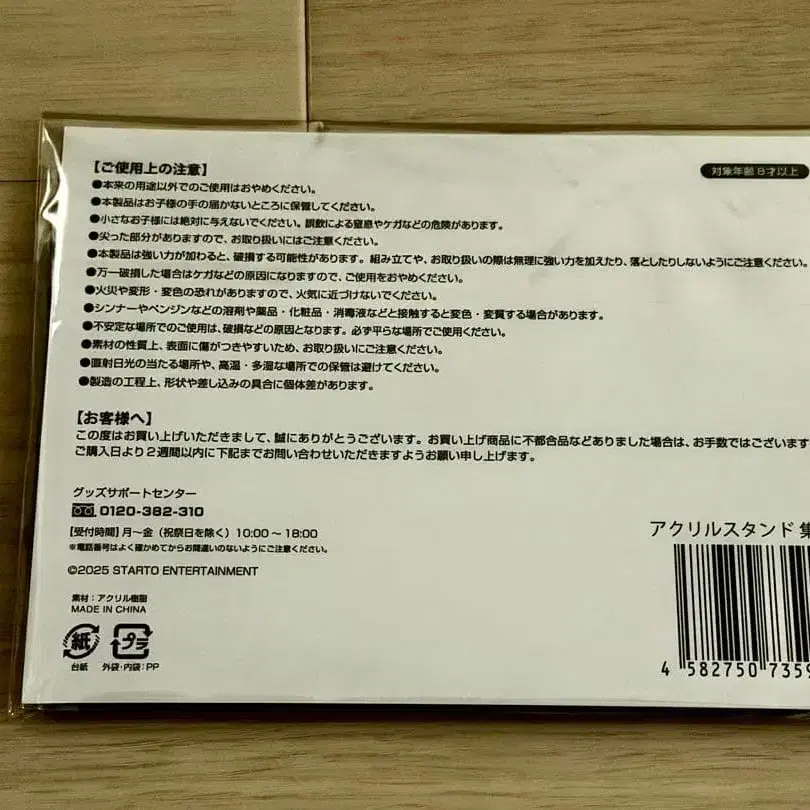 対象年齢 8才以上
【ご使用上の注意】
●本来の用途以外でのご使用はおやめください。
●本製品はお子様の手の届かないところに保管してください。
●小さなお子様には絶対に与えないでください。誤飲による窒息やケガなどの危険があります。
●尖った部分がありますので、お取り扱いにはご注意ください。
●本製品は強い力が加わると、破損する可能性があります。組み立てや、お取り扱いの際は無理に強い力を加えたり、落としたりしないようにご注意ください。
●万一破損した場合はケガなどの原因になりますので、ご使用をおやめください。
●火災や変形・変色の恐れがありますので、火気に近づけないでください。
●シンナーやベンジンなどの溶剤や薬品・化粧品・消毒液などと接触すると変色・変質する場合があります。
●不安定な場所でのご使用は、破損などの原因となります。必ず平らな場所でご使用ください。
●素材の性質上、表面に傷がつきやすいため、お取り扱いにご注意ください。
●直射日光の当たる場所や、高温・多湿な場所での保管は避けてください。
●製造の工程上、形状や差し込みの具合に個体差があります。
【お客様へ】
この度はお買い上げいただきまして、誠にありがとうございます。お買い上げ商品に不都合品などありました場合は、お手数ではございます
ご購入日より2週間以内に下記までお問い合わせいただきますようお願い申し上げます。
グッズサポートセンター
0120-382-310
【受付時間】月〜金（祝祭日を除く）10:00〜18:00
※電話番号はよく確かめてからお間違いのないようにご注意ください。
©2025 STARTO ENTERTAINMENT
アクリルスタンド 集
素材：アクリル樹脂
MADE IN CHINA
紙
プラ
台紙 外袋・内袋：PP
4 582750 7359